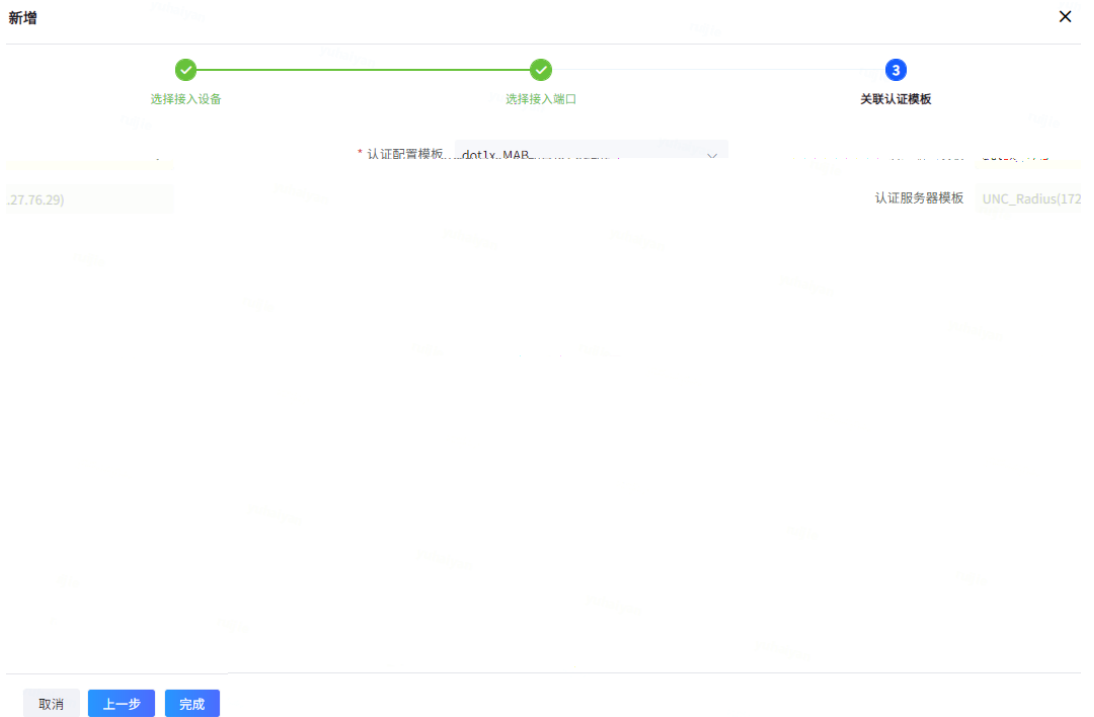 新增
3
选择接入设备
选择接入端口
关联认证模板
* 认证配置模板
dot1x_MAB
.27.76.29)
认证服务器模板
UNC_Radius(172
取消
上一步
完成